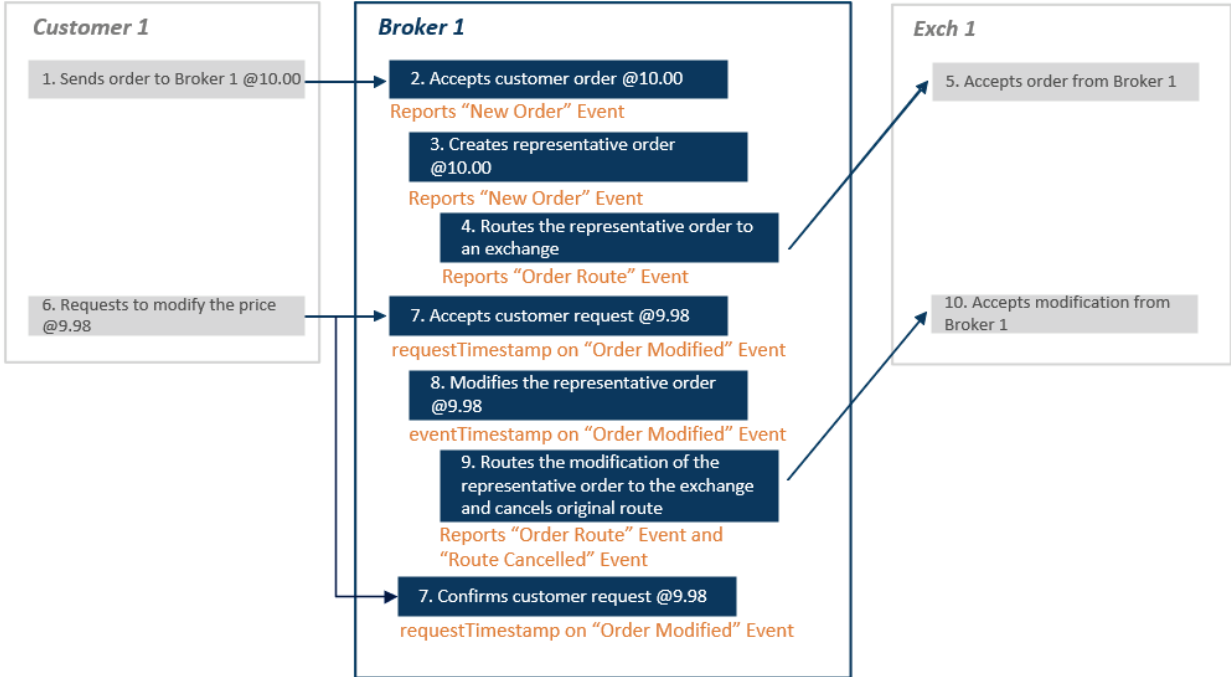 Customer 1
1. Sends order to Broker 1 @10.00
6. Requests to modify the price
@9.98
Broker 1
2. Accepts customer order @10.00
Reports “New Order” Event
3. Creates representative order
@10.00
Reports “New Order” Event
4. Routes the representative order to
an exchange
Reports “Order Route” Event
7. Accepts customer request @9.98
requestTimestamp on “Order Modified” Event
8. Modifies the representative order
@9.98
eventTimestamp on “Order Modified” Event
9. Routes the modification of the
representative order to the exchange
and cancels original route
Reports “Order Route” Event and
“Route Cancelled” Event
7. Confirms customer request @9.98
requestTimestamp on “Order Modified” Event
Exch 1
5. Accepts order from Broker 1
10. Accepts modification from
Broker 1